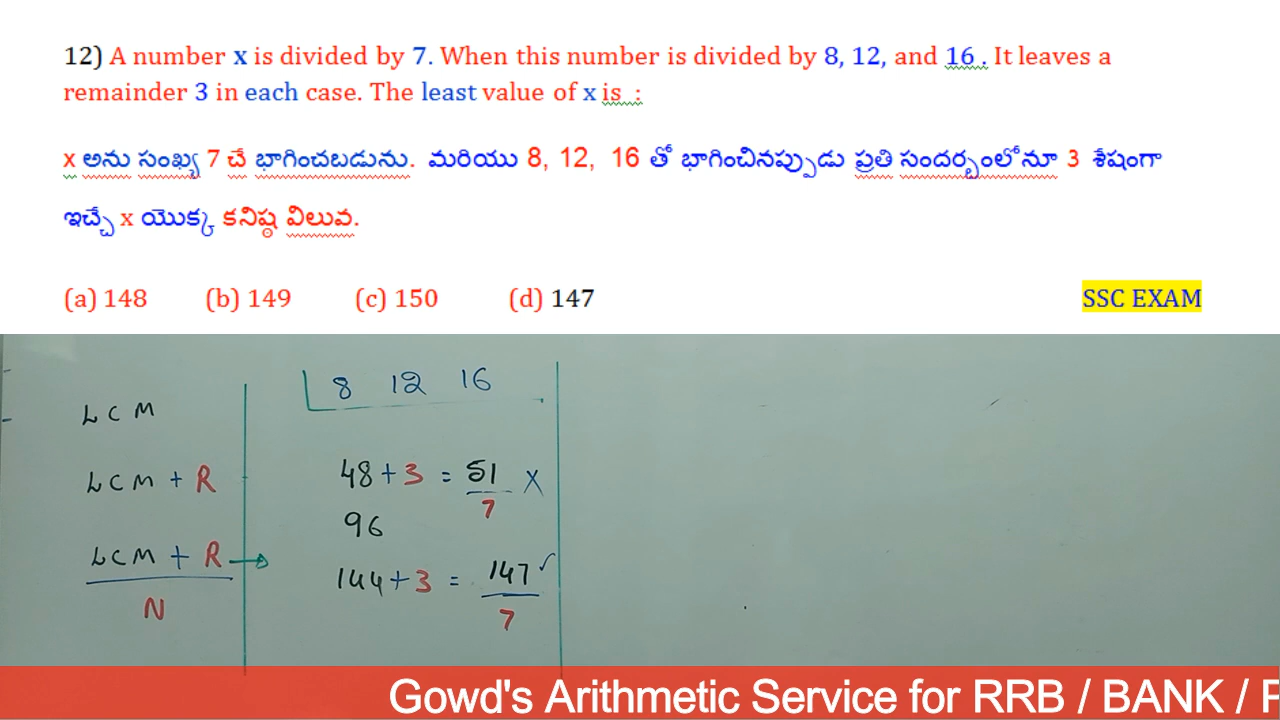 12) A number x is divided by 7. When this number is divided by 8, 12, and 16 . It leaves a
remainder 3 in each case. The least value of x is :
x అను సంఖ్య 7 చే భాగించబడును. మరియు 8, 12, 16 తో భాగించినప్పుడు ప్రతి సందర్భంలోనూ 3 శేషంగా
ఇచ్చే x యొక్క కనిష్ఠ విలువ.
(a) 148 (b) 149 (c) 150 (d) 147 SSC EXAM
LCM
LCM + R
LCM + R
N
8 12 16
48 + 3 = 51 X
7
96
144 + 3 = 147 ✓
7
Gowd's Arithmetic Service for RRB / BANK /